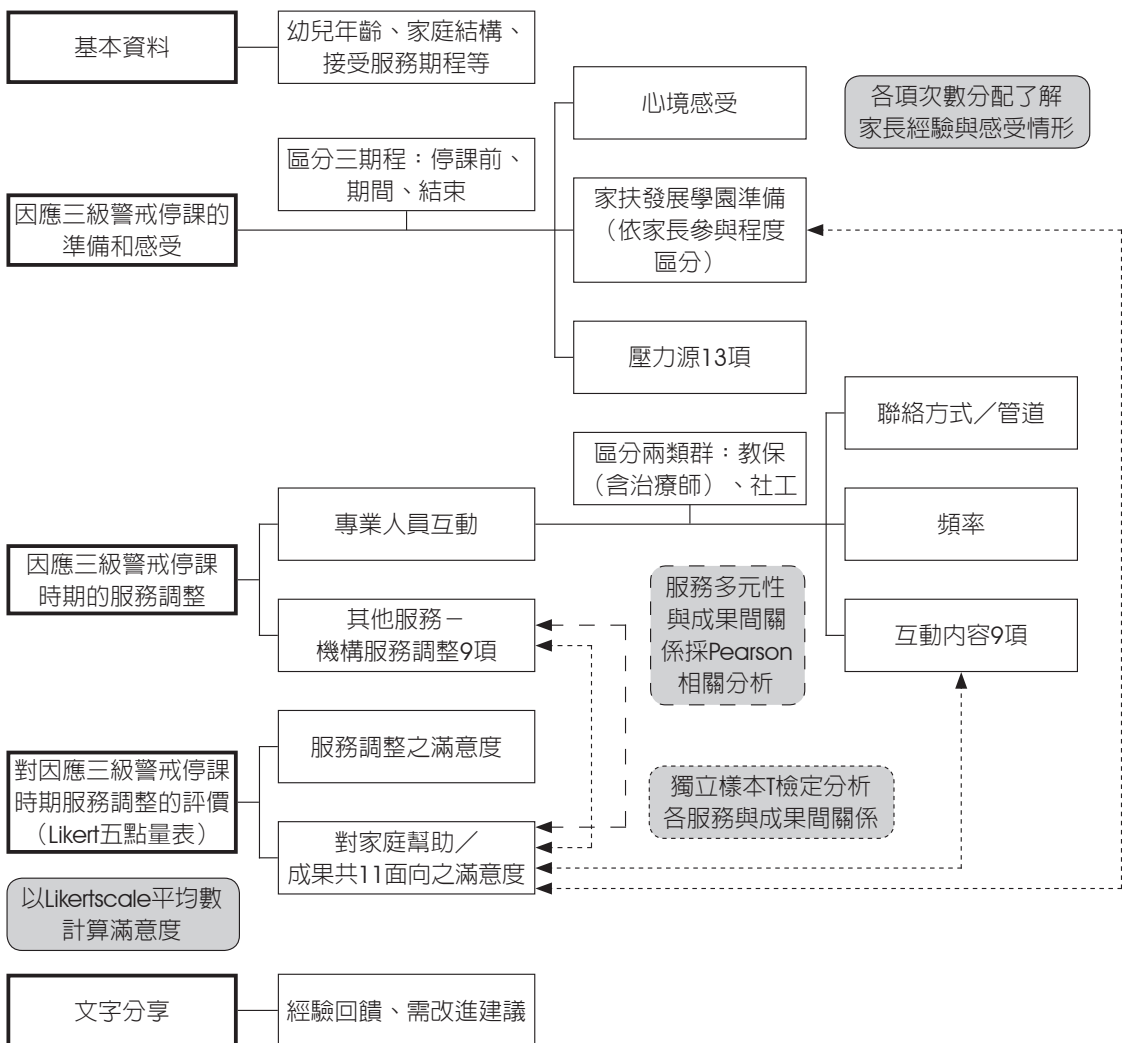 基本資料
幼兒年齡、家庭結構、
接受服務期程等
心境感受
各項次數分配了解
家長經驗與感受情形
區分三期程：停課前、
期間、結束
因應三級警戒停課的
準備和感受
家扶發展學園準備
（依家長參與程度
區分）
壓力源13項
聯絡方式／管道
區分兩類群：教保
（含治療師）、社工
專業人員互動
頻率
因應三級警戒停課
時期的服務調整
其他服務－
機構服務調整9項
服務多元性
與成果間關
係採Pearson
相關分析
互動内容9項
服務調整之滿意度
對因應三級警戒停課
時期服務調整的評價
（Likert五點量表）
獨立樣本T檢定分析
各服務與成果間關係
對家庭幫助／
成果共11面向之滿意度
以Likertscale平均數
計算滿意度
文字分享
經驗回饋、需改進建議